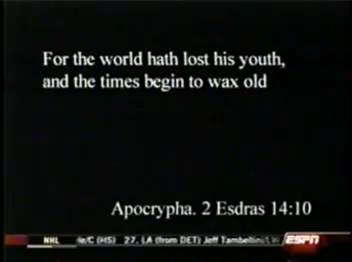 For the world hath lost his youth,
and the times begin to wax old
Apocrypha. 2 Esdras 14:10
NHL (HS) 27. LA (from DET) Jeff Tambellini, ESPN